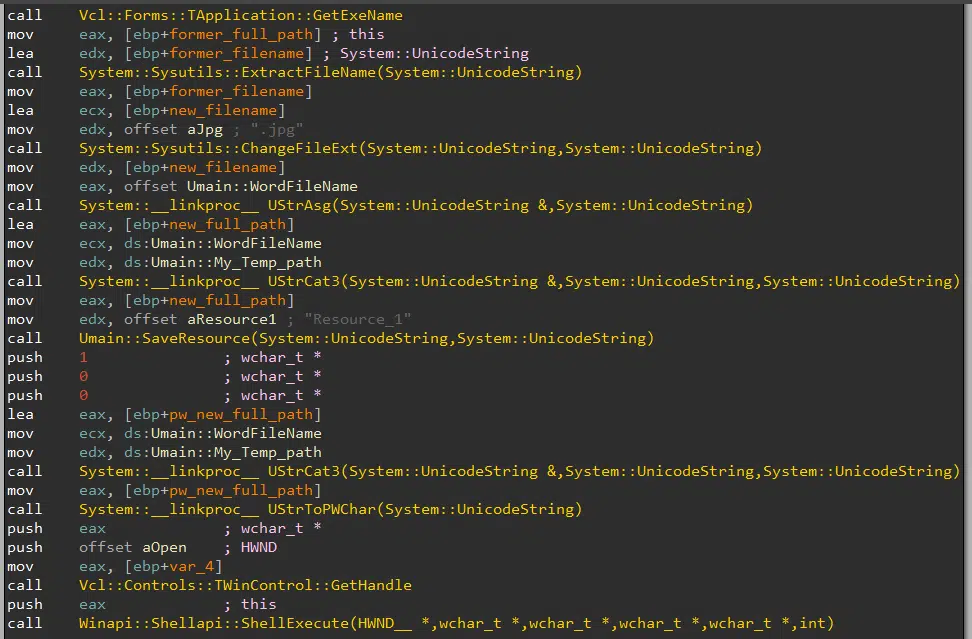 call Vcl::Forms::TApplication::GetExeName
mov eax, [ebp+former_full_path] ; this
lea edx, [ebp+former_filename] ; System::UnicodeString
call System::Sysutils::ExtractFileName(System::UnicodeString)
mov eax, [ebp+former_filename]
lea ecx, [ebp+new_filename]
mov edx, offset aJpg ; ".jpg"
call System::Sysutils::ChangeFileExt(System::UnicodeString,System::UnicodeString)
mov edx, [ebp+new_filename]
mov eax, offset Umain::WordFileName
call System::__linkproc__ UStrAsg(System::UnicodeString &,System::UnicodeString)
lea eax, [ebp+new_full_path]
mov ecx, ds:Umain::WordFileName
mov edx, ds:Umain::My_Temp_path
call System::__linkproc__ UStrCat3(System::UnicodeString &,System::UnicodeString,System::UnicodeString)
mov eax, [ebp+new_full_path]
mov edx, offset aResource1 ; "Resource_1"
call Umain::SaveResource(System::UnicodeString,System::UnicodeString)
push 1 ; wchar_t *
push 0 ; wchar_t *
push 0 ; wchar_t *
lea eax, [ebp+pw_new_full_path]
mov ecx, ds:Umain::WordFileName
mov edx, ds:Umain::My_Temp_path
call System::__linkproc__ UStrCat3(System::UnicodeString &,System::UnicodeString,System::UnicodeString)
mov eax, [ebp+pw_new_full_path]
call System::__linkproc__ UStrToPWChar(System::UnicodeString)
push eax ; wchar_t *
push offset aOpen ; HWND
mov eax, [ebp+var_4]
call Vcl::Controls::TWinControl::GetHandle
push eax ; this
call Winapi::Shellapi::ShellExecute(HWND__ *,wchar_t *,wchar_t *,wchar_t *,wchar_t *,int)